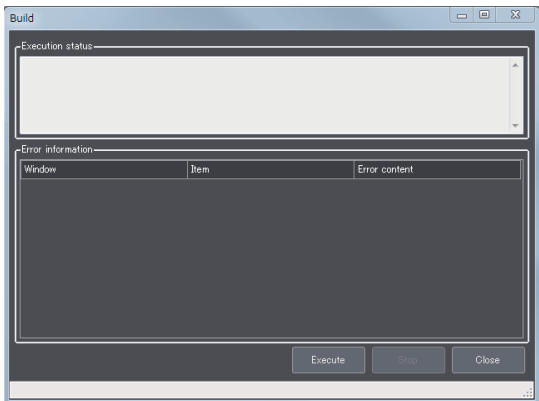 Build
Execution status
Error information
Window Item Error content
Execute Stop Close